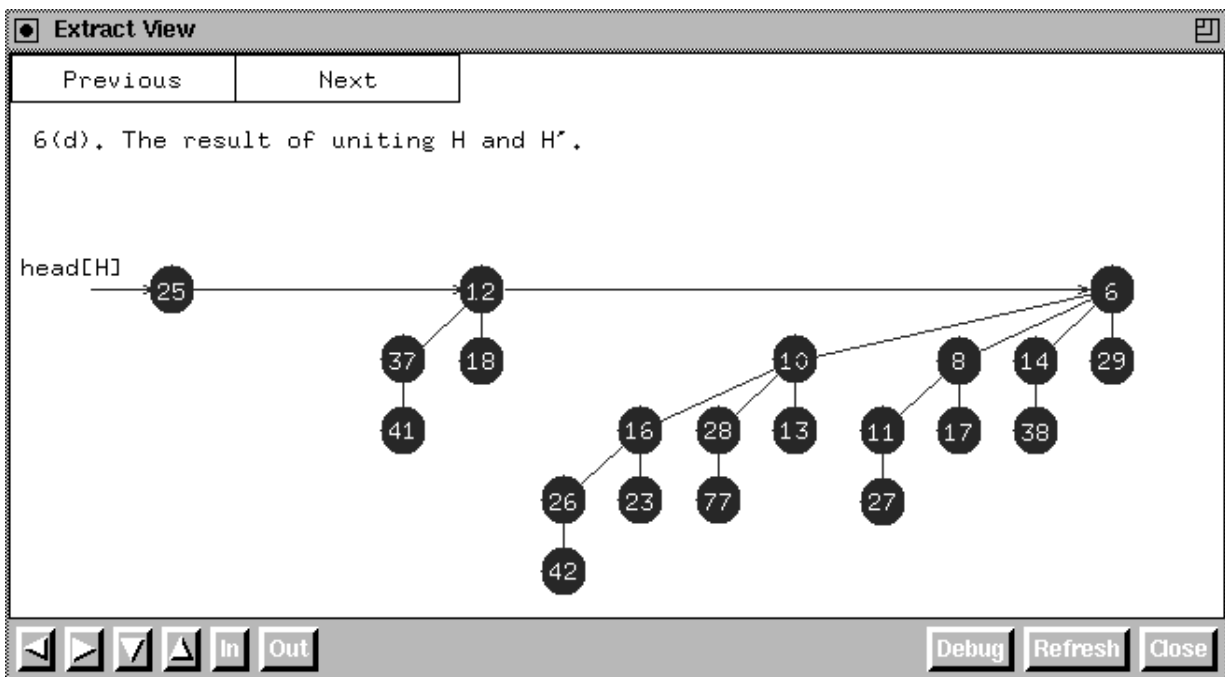 Extract View
Previous Next
6(d). The result of uniting H and H'.
head[H]
25 12 6
37 18 10 8 14 29
41 16 28 13 11 17 38
26 23 77 27
42
In Out Debug Refresh Close